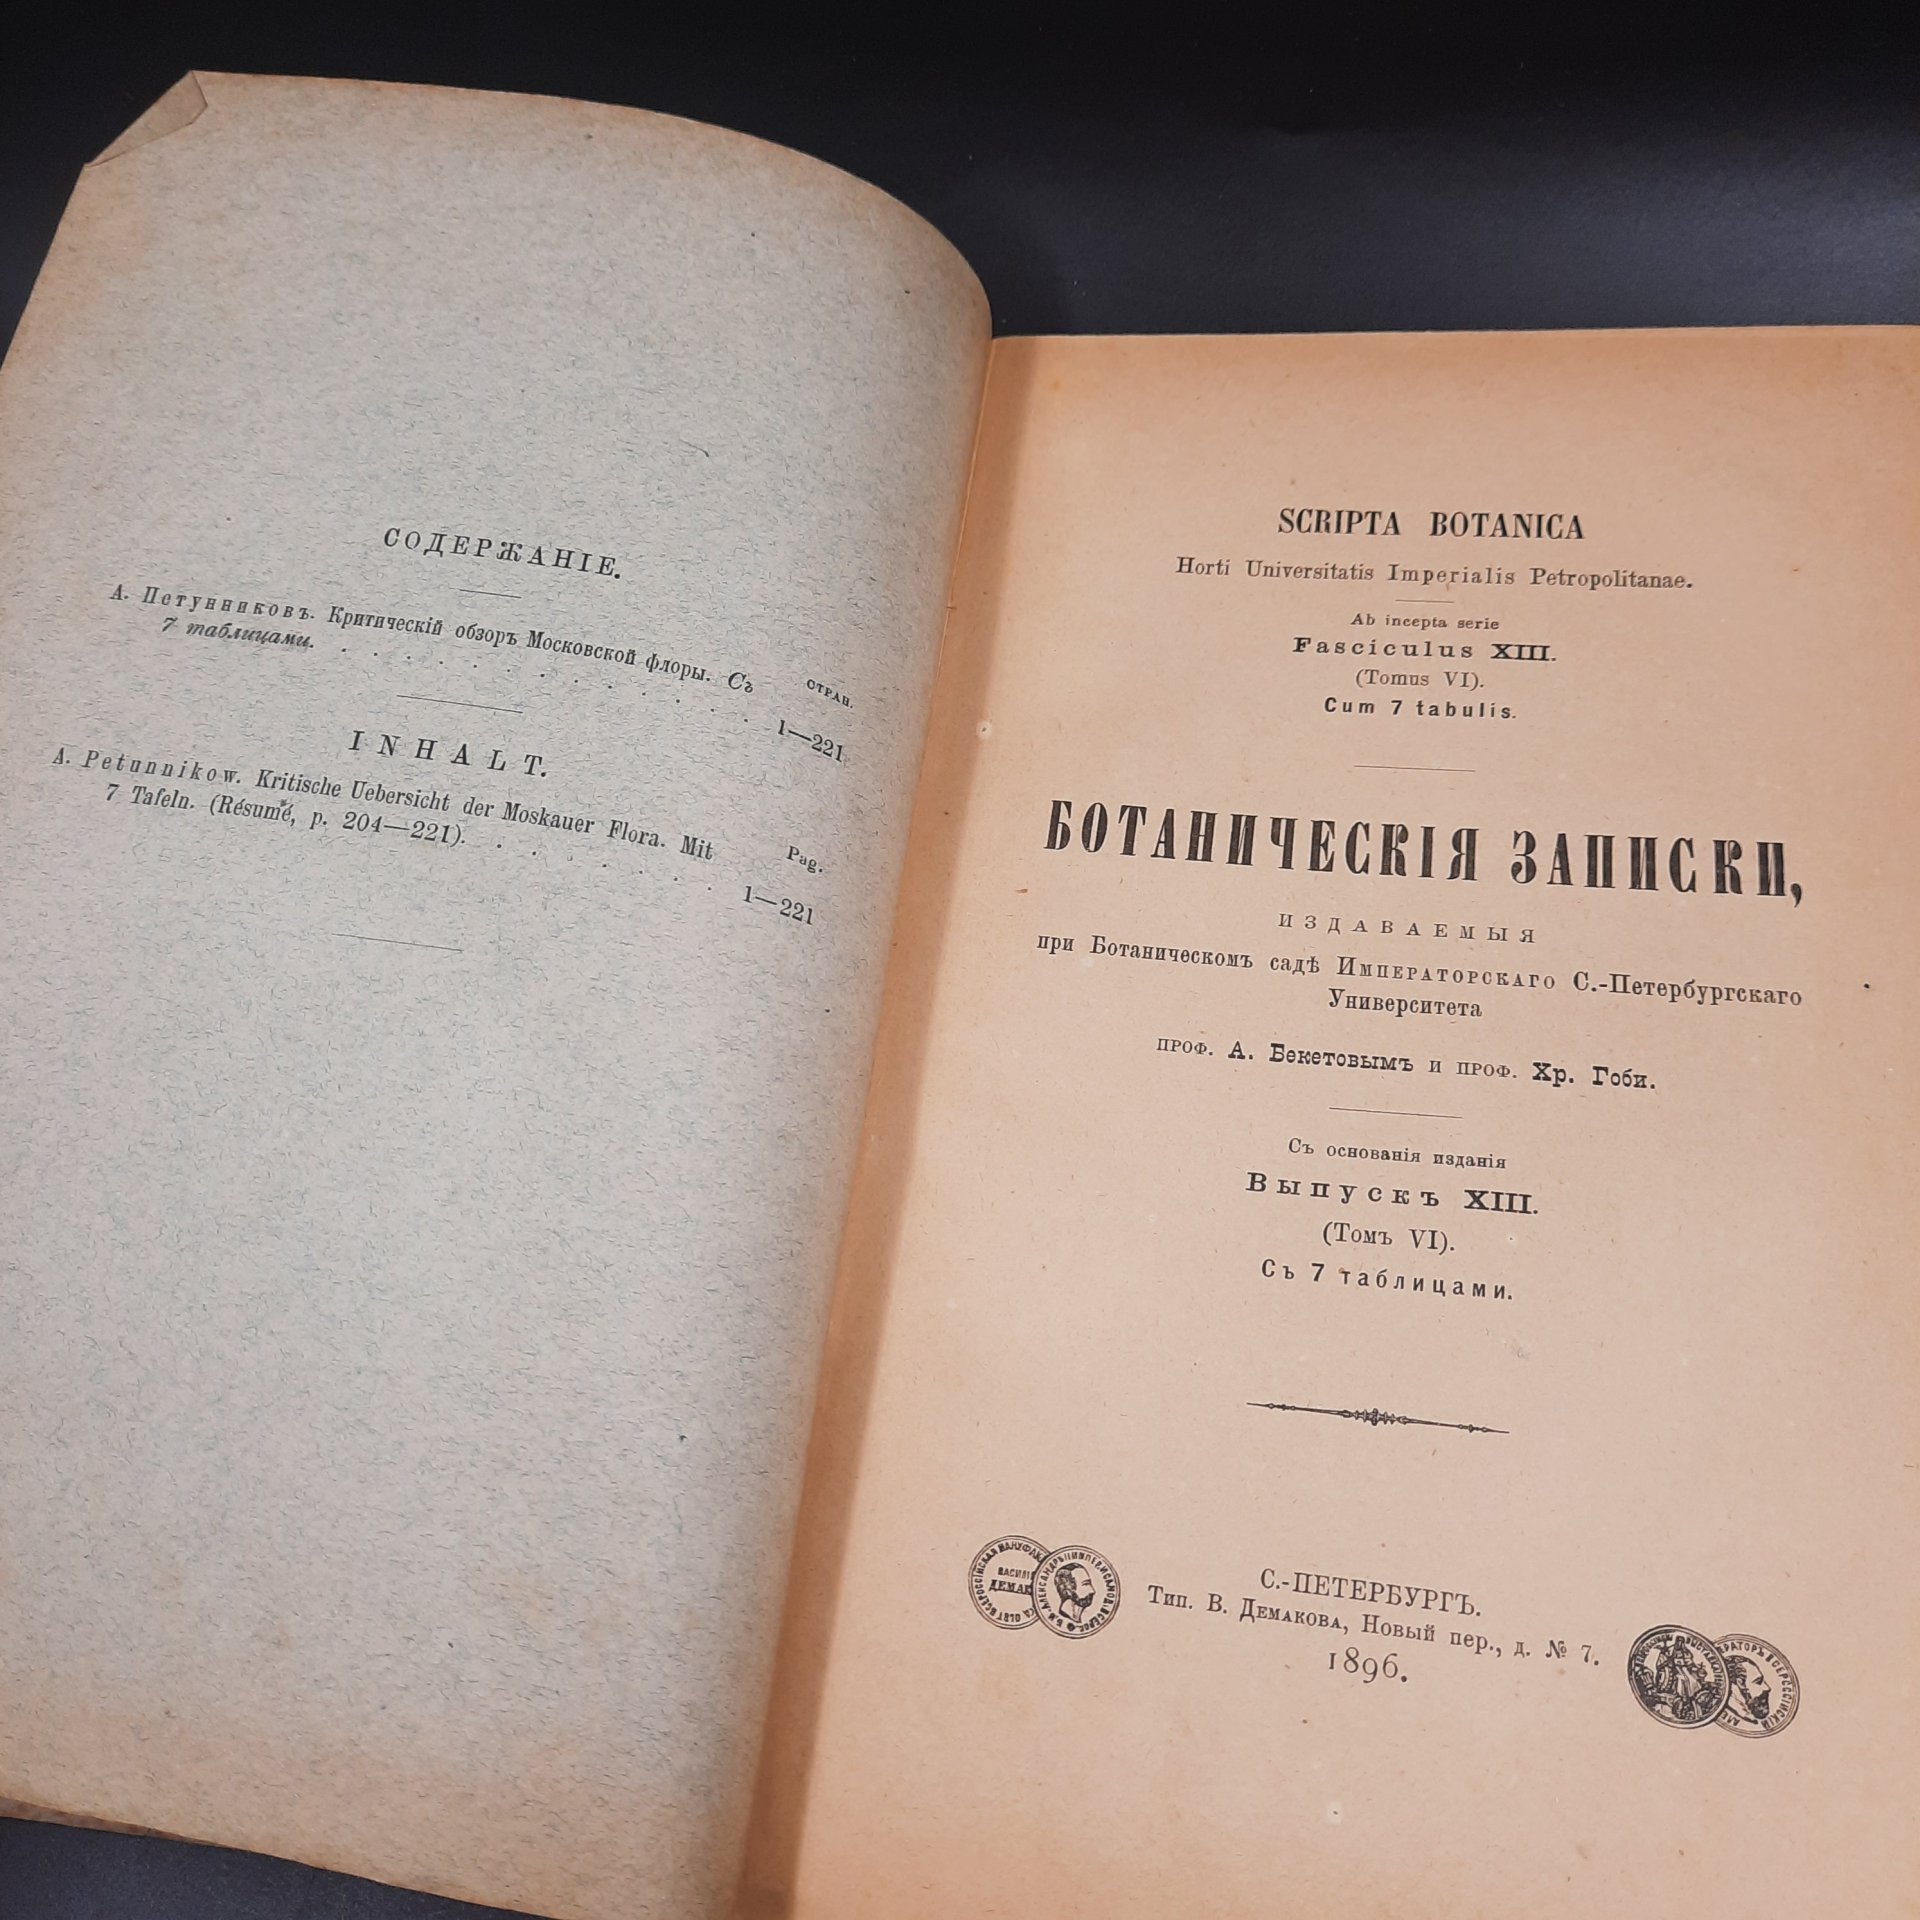 СОДЕРЖАНІЕ.
СТРАН.
А. Петунниковъ. Критическій обзоръ Московской флоры. Съ
7 таблицами. . . . . . . . . . . . . . 1—221
INHALT.
Pag.
A. Petunnikow. Kritische Uebersicht der Moskauer Flora. Mit
7 Tafeln. (Résumé, p. 204—221). . . . . . . . 1—221
SCRIPTA BOTANICA
Horti Universitatis Imperialis Petropolitanae.
Ab incepta serie
Fasciculus XIII.
(Tomus VI).
Cum 7 tabulis.
БОТАНИЧЕСКІЯ ЗАПИСКИ,
ИЗДАВАЕМЫЯ
при Ботаническомъ садѣ Императорскаго С.-Петербургскаго
Университета
проф. А. Бекетовымъ и проф. Хр. Гоби.
Съ основанія изданія
Выпускъ XIII.
(Томъ VI).
Съ 7 таблицами.
С.-ПЕТЕРБУРГЪ.
Тип. В. Демакова, Новый пер., д. № 7.
1896.